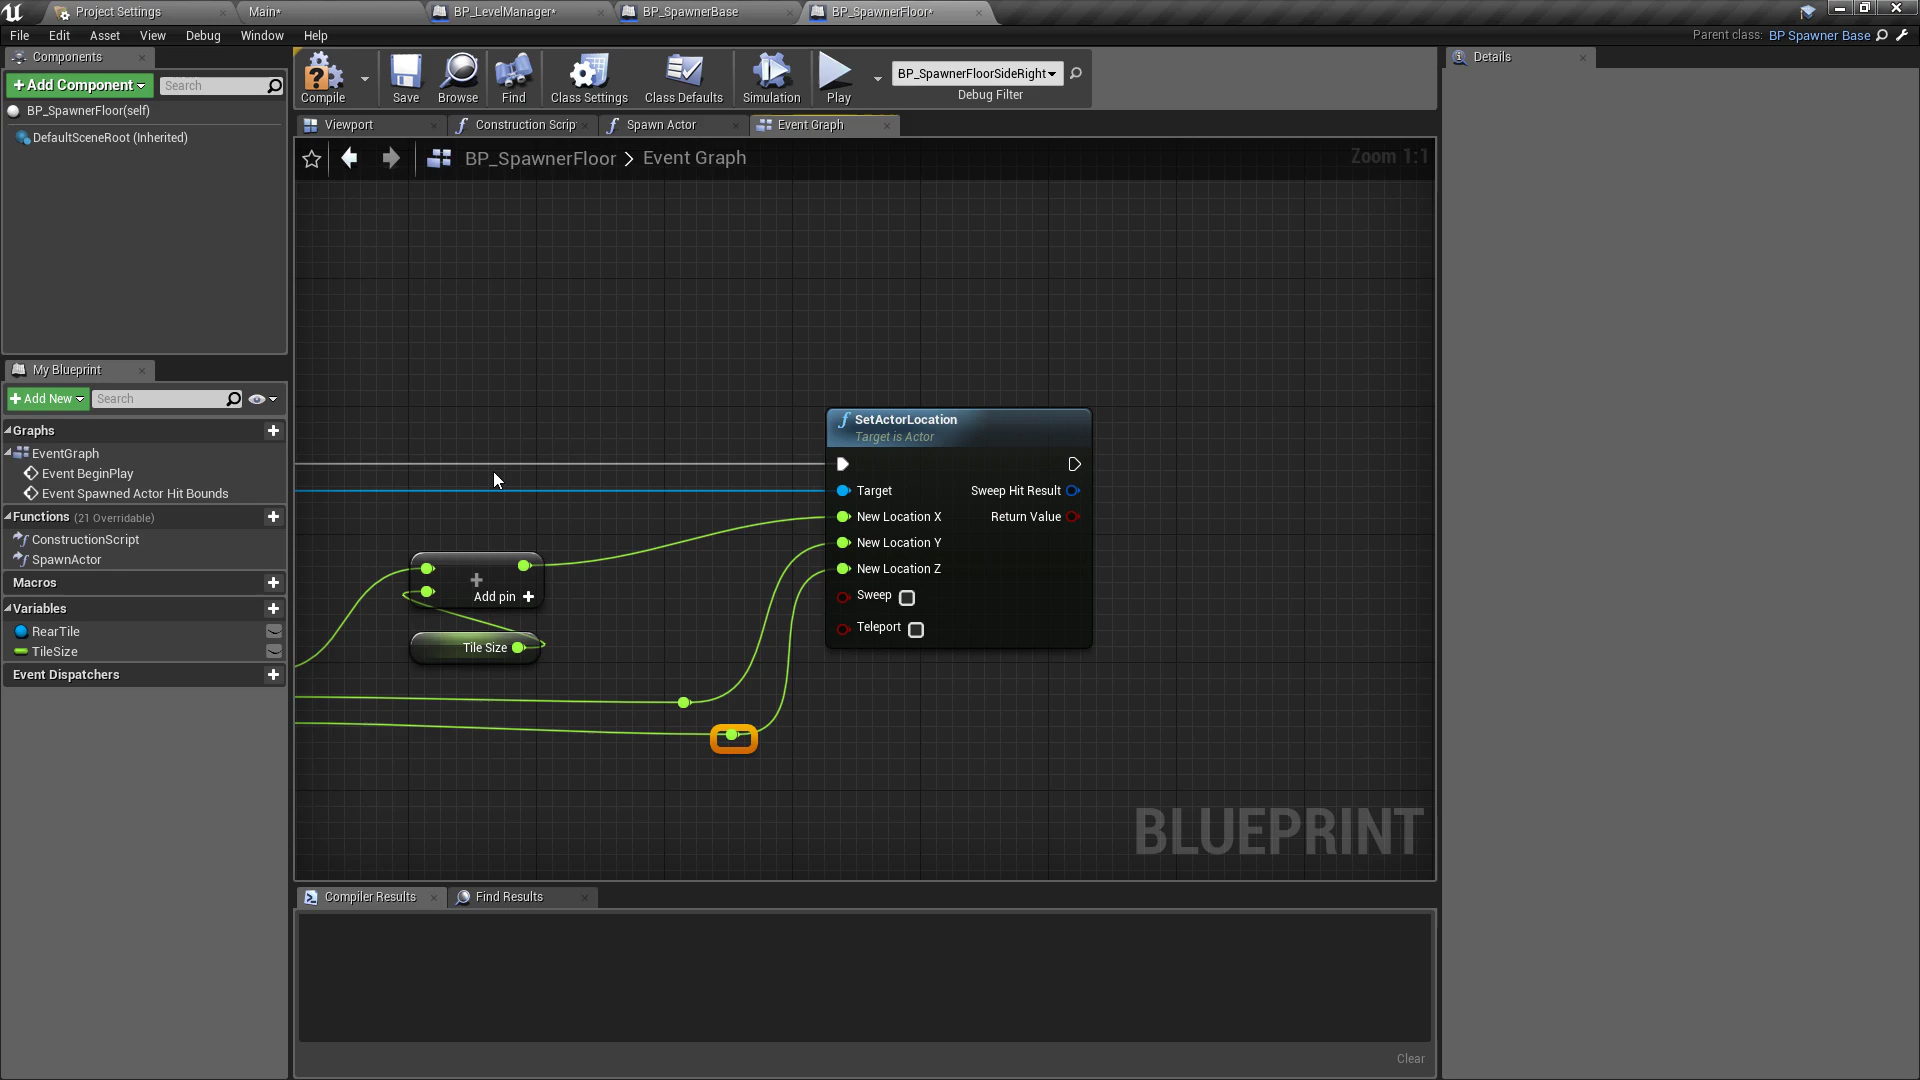 Project Settings
Main*
BP_LevelManager*
BP_SpawnerBase
BP_SpawnerFloor*
File Edit Asset View Debug Window Help
Parent class: BP Spawner Base
Components
+ Add Component
Search
BP_SpawnerFloor(self)
DefaultSceneRoot (Inherited)
Compile
Save
Browse
Find
Class Settings
Class Defaults
Simulation
Play
BP_SpawnerFloorSideRight
Debug Filter
Details
Viewport
Construction Scrip
Spawn Actor
Event Graph
BP_SpawnerFloor > Event Graph
Zoom 1:1
My Blueprint
+ Add New
Search
Graphs
EventGraph
Event BeginPlay
Event Spawned Actor Hit Bounds
Functions (21 Overridable)
ConstructionScript
SpawnActor
Macros
Variables
RearTile
TileSize
Event Dispatchers
SetActorLocation
Target is Actor
Target
Sweep Hit Result
New Location X
Return Value
New Location Y
New Location Z
Sweep
Teleport
+
Add pin +
Tile Size
BLUEPRINT
Compiler Results
Find Results
Clear